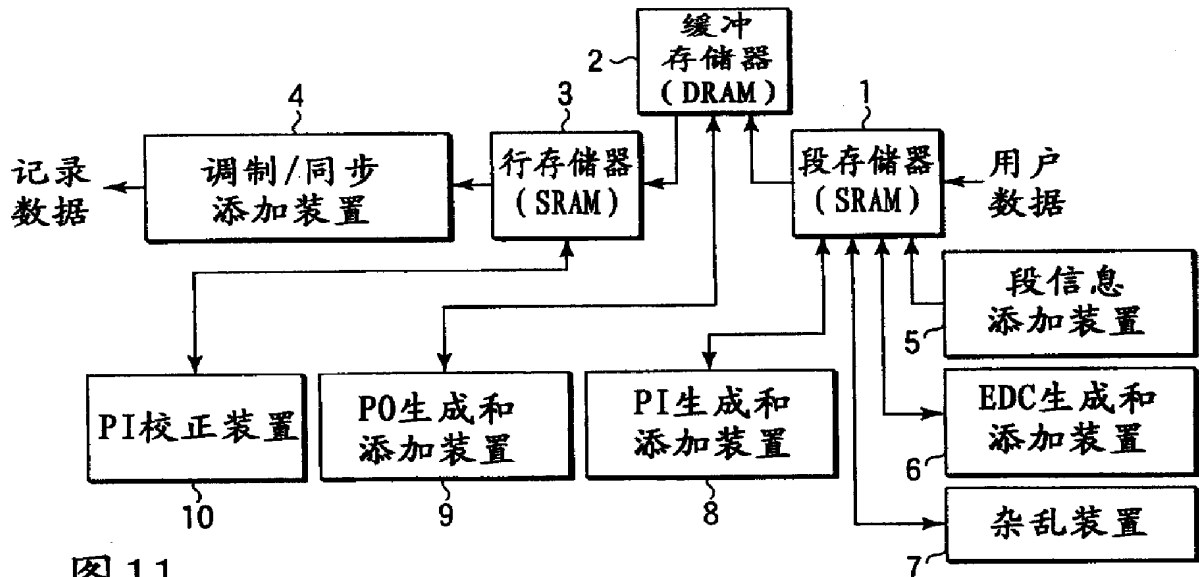 缓冲
存储器
(DRAM)
2
4
3
1
记录
数据
调制/同步
添加装置
行存储器
(SRAM)
段存储器
(SRAM)
用户
数据
段信息
添加装置
5
PI校正装置
10
PO生成和
添加装置
9
PI生成和
添加装置
8
EDC生成和
添加装置
6
杂乱装置
7
图11